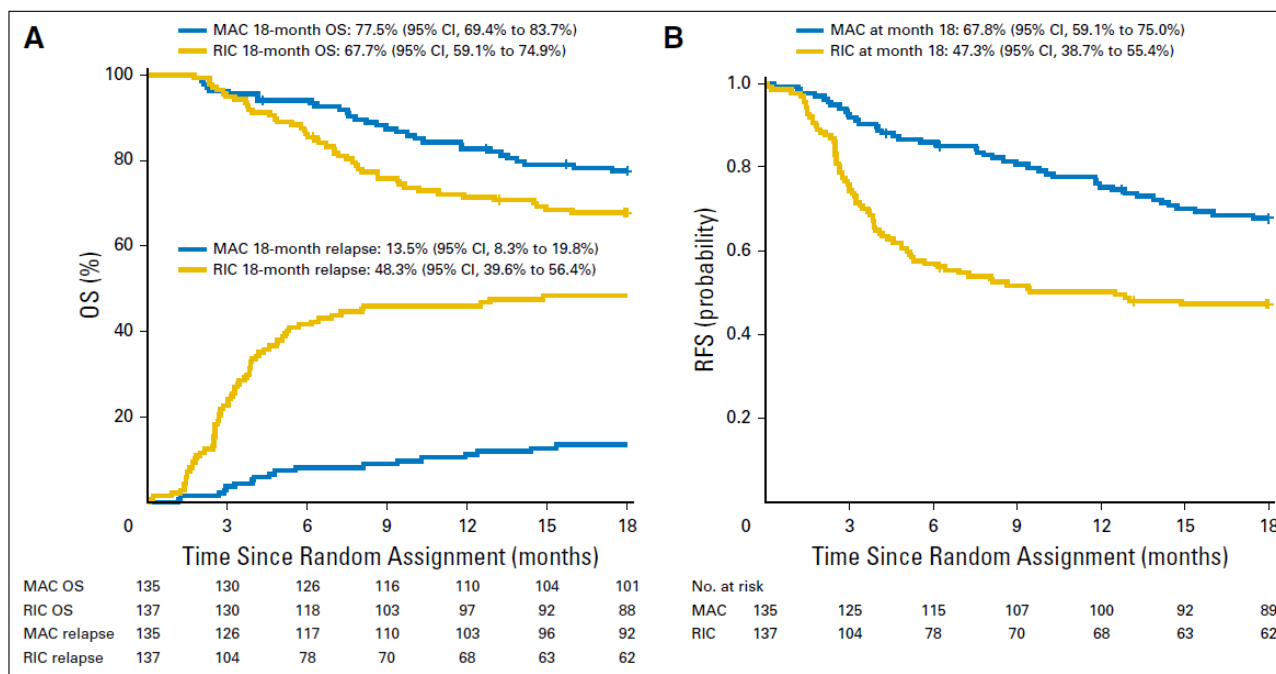 A
MAC 18-month OS: 77.5% (95% CI, 69.4% to 83.7%)
RIC 18-month OS: 67.7% (95% CI, 59.1% to 74.9%)
100
80
60
40
20
OS (%)
MAC 18-month relapse: 13.5% (95% CI, 8.3% to 19.8%)
RIC 18-month relapse: 48.3% (95% CI, 39.6% to 56.4%)
0 3 6 9 12 15 18
Time Since Random Assignment (months)
MAC OS 135 130 126 116 110 104 101
RIC OS 137 130 118 103 97 92 88
MAC relapse 135 126 117 110 103 96 92
RIC relapse 137 104 78 70 68 63 62
B
MAC at month 18: 67.8% (95% CI, 59.1% to 75.0%)
RIC at month 18: 47.3% (95% CI, 38.7% to 55.4%)
1.0
0.8
0.6
0.4
0.2
RFS (probability)
0 3 6 9 12 15 18
Time Since Random Assignment (months)
No. at risk
MAC 135 125 115 107 100 92 89
RIC 137 104 78 70 68 63 62